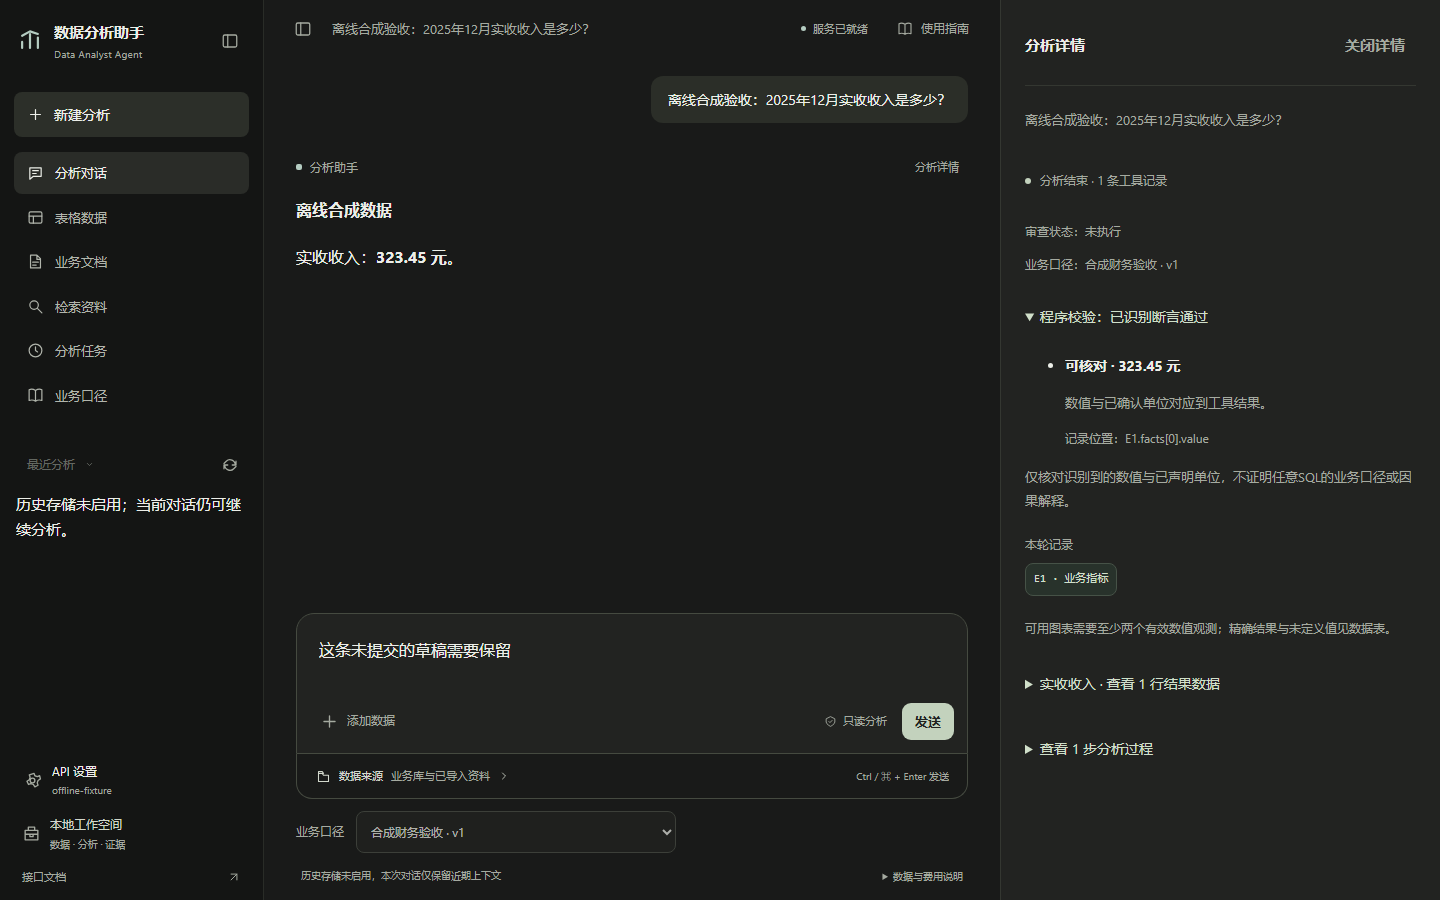 数据分析助手
Data Analyst Agent
新建分析
分析对话
表格数据
业务文档
检索资料
分析任务
业务口径
最近分析
历史存储未启用；当前对话仍可继
续分析。
API 设置
offline-fixture
本地工作空间
数据 · 分析 · 证据
接口文档
离线合成验收：2025年12月实收收入是多少？
服务已就绪
使用指南
离线合成验收：2025年12月实收收入是多少？
分析助手
分析详情
离线合成数据
实收收入：323.45 元。
这条未提交的草稿需要保留
添加数据
只读分析
发送
数据来源 业务库与已导入资料
Ctrl / ⌘ + Enter 发送
业务口径
合成财务验收 · v1
历史存储未启用，本次对话仅保留近期上下文
数据与费用说明
分析详情
关闭详情
离线合成验收：2025年12月实收收入是多少？
分析结束 · 1 条工具记录
审查状态：未执行
业务口径：合成财务验收 · v1
程序校验：已识别断言通过
可核对 · 323.45 元
数值与已确认单位对应到工具结果。
记录位置：E1.facts[0].value
仅核对识别到的数值与已声明单位，不证明任意SQL的业务口径或因
果解释。
本轮记录
E1 · 业务指标
可用图表需要至少两个有效数值观测；精确结果与未定义值见数据表。
实收收入 · 查看 1 行结果数据
查看 1 步分析过程